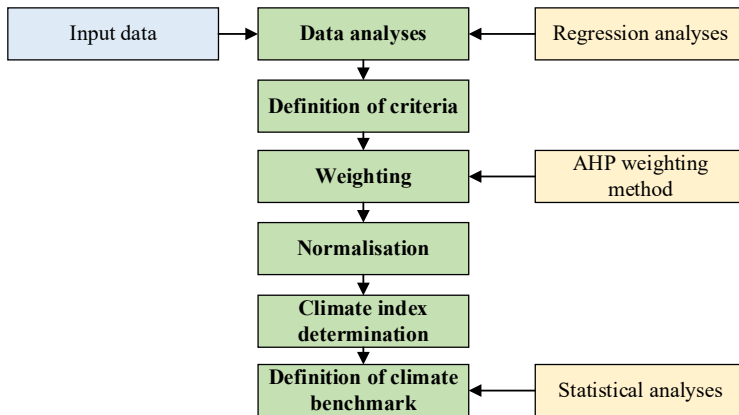 Input data
Data analyses
Regression analyses
Definition of criteria
Weighting
AHP weighting
method
Normalisation
Climate index
determination
Definition of climate
benchmark
Statistical analyses